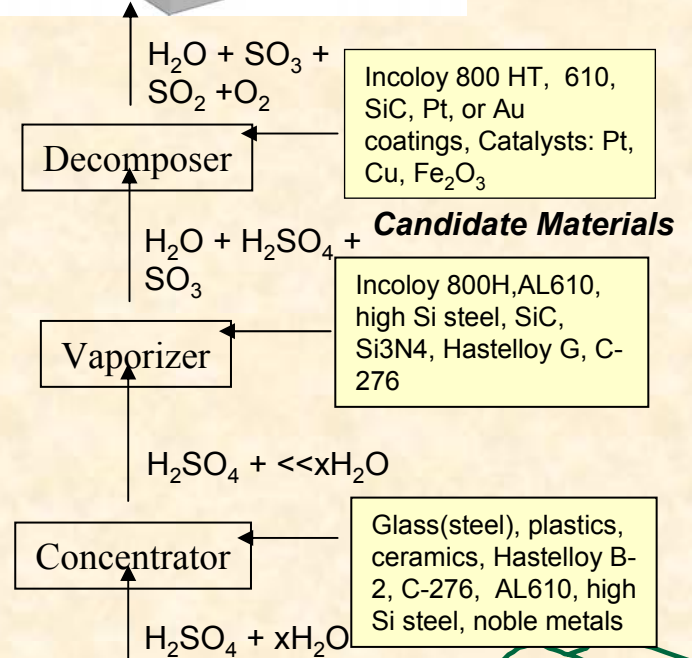 H₂O + SO₃ +
SO₂ +O₂
Incoloy 800 HT, 610,
SiC, Pt, or Au
coatings, Catalysts: Pt,
Cu, Fe₂O₃
Decomposer
Candidate Materials
H₂O + H₂SO₄ +
SO₃
Incoloy 800H,AL610,
high Si steel, SiC,
Si3N4, Hastelloy G, C-
276
Vaporizer
H₂SO₄ + <<xH₂O
Glass(steel), plastics,
ceramics, Hastelloy B-
2, C-276, AL610, high
Si steel, noble metals
Concentrator
H₂SO₄ + xH₂O